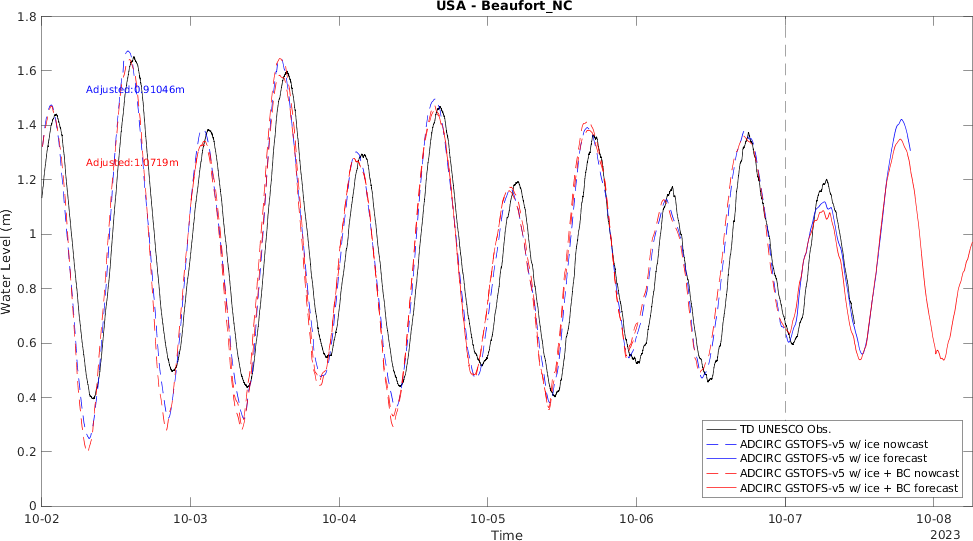 USA - Beaufort_NC
1.8
1.6
1.4
1.2
1
0.8
0.6
0.4
0.2
0
Water Level (m)
Adjusted:0.91046m
Adjusted:1.0719m
TD UNESCO Obs.
ADCIRC GSTOFS-v5 w/ ice nowcast
ADCIRC GSTOFS-v5 w/ ice forecast
ADCIRC GSTOFS-v5 w/ ice + BC nowcast
ADCIRC GSTOFS-v5 w/ ice + BC forecast
10-02 10-03 10-04 10-05 10-06 10-07 10-08
Time
2023